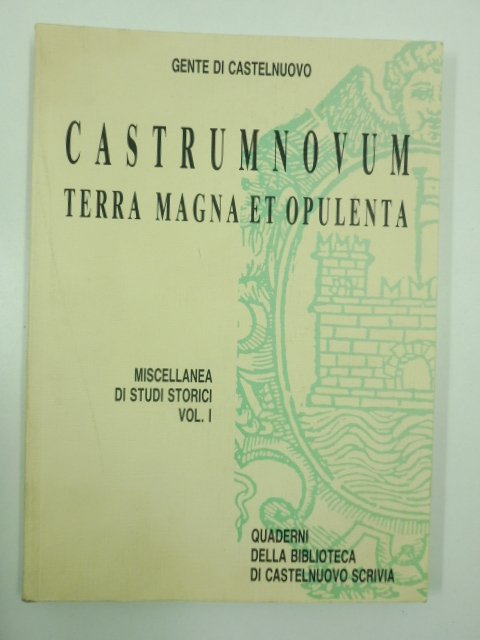 GENTE DI CASTELNUOVO
CASTRUMNOVUM
TERRA MAGNA ET OPULENTA
MISCELLANEA
DI STUDI STORICI
VOL. I
QUADERNI
DELLA BIBLIOTECA
DI CASTELNUOVO SCRIVIA